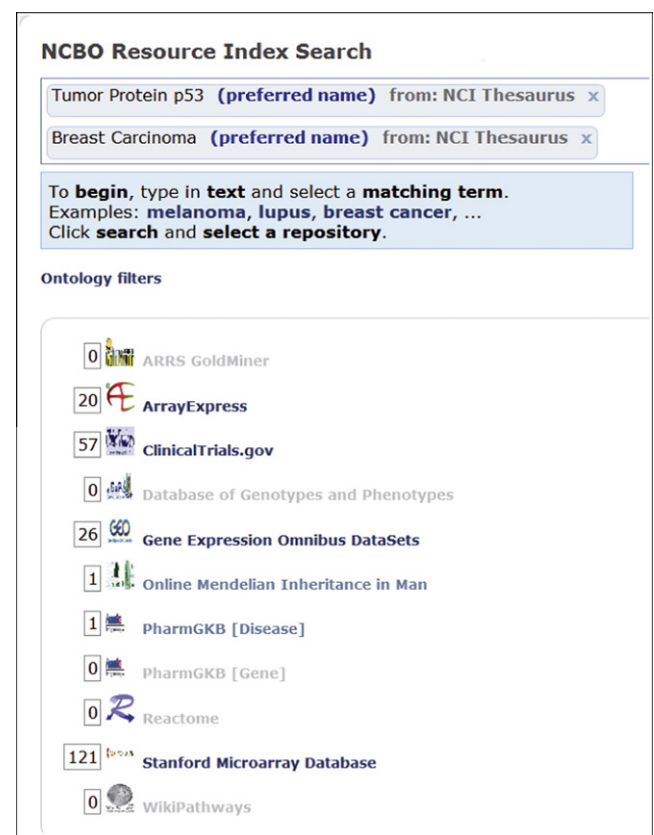 NCBO Resource Index Search
Tumor Protein p53 (preferred name) from: NCI Thesaurus x
Breast Carcinoma (preferred name) from: NCI Thesaurus x
To begin, type in text and select a matching term.
Examples: melanoma, lupus, breast cancer, ...
Click search and select a repository.
Ontology filters
0 ARRS GoldMiner
20 ArrayExpress
57 ClinicalTrials.gov
0 Database of Genotypes and Phenotypes
26 GEO Gene Expression Omnibus DataSets
1 Online Mendelian Inheritance in Man
1 PharmGKB [Disease]
0 PharmGKB [Gene]
0 R Reactome
121 Stanford Microarray Database
0 WikiPathways